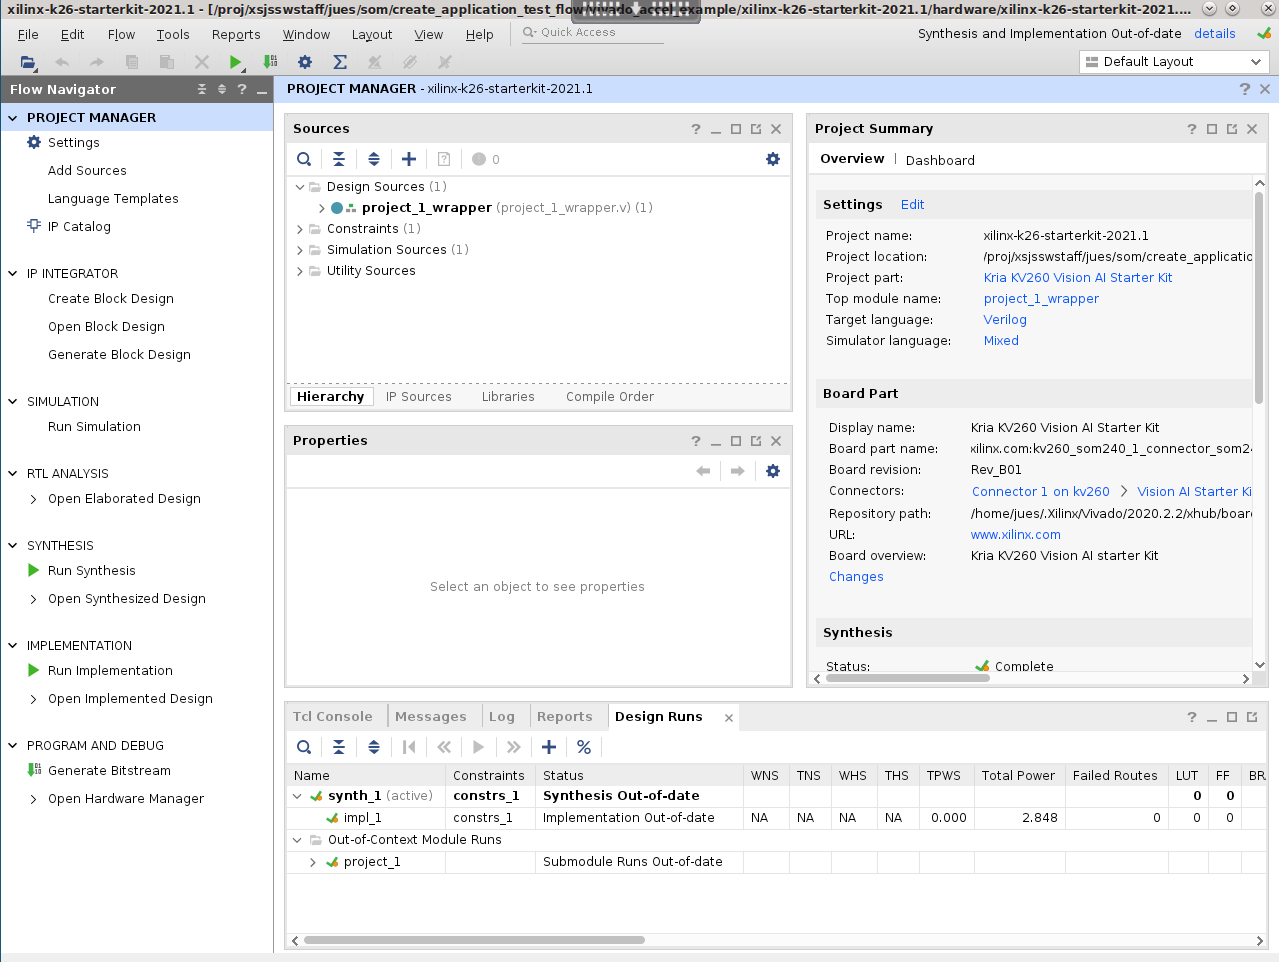 xilinx-k26-starterkit-2021.1 - [/proj/xsjsswstaff/jues/som/create_application_test_flow/vivado_accel_example/xilinx-k26-starterkit-2021.1/hardware/xilinx-k26-starterkit-2021....
File Edit Flow Tools Reports Window Layout View Help Quick Access Synthesis and Implementation Out-of-date details
Default Layout
Flow Navigator
PROJECT MANAGER - xilinx-k26-starterkit-2021.1
PROJECT MANAGER
Settings
Add Sources
Language Templates
IP Catalog
IP INTEGRATOR
Create Block Design
Open Block Design
Generate Block Design
SIMULATION
Run Simulation
RTL ANALYSIS
Open Elaborated Design
SYNTHESIS
Run Synthesis
Open Synthesized Design
IMPLEMENTATION
Run Implementation
Open Implemented Design
PROGRAM AND DEBUG
Generate Bitstream
Open Hardware Manager
Sources
0
Design Sources (1)
project_1_wrapper (project_1_wrapper.v) (1)
Constraints (1)
Simulation Sources (1)
Utility Sources
Hierarchy IP Sources Libraries Compile Order
Properties
Select an object to see properties
Project Summary
Overview | Dashboard
Settings Edit
Project name: xilinx-k26-starterkit-2021.1
Project location: /proj/xsjsswstaff/jues/som/create_applicatio
Project part: Kria KV260 Vision AI Starter Kit
Top module name: project_1_wrapper
Target language: Verilog
Simulator language: Mixed
Board Part
Display name: Kria KV260 Vision AI Starter Kit
Board part name: xilinx.com:kv260_som240_1_connector_som24
Board revision: Rev_B01
Connectors: Connector 1 on kv260 > Vision AI Starter Ki
Repository path: /home/jues/.Xilinx/Vivado/2020.2.2/xhub/boar
URL: www.xilinx.com
Board overview: Kria KV260 Vision AI starter Kit
Changes
Synthesis
Status: Complete
Tcl Console Messages Log Reports Design Runs
Name Constraints Status WNS TNS WHS THS TPWS Total Power Failed Routes LUT FF BR
synth_1 (active) constrs_1 Synthesis Out-of-date 0 0
impl_1 constrs_1 Implementation Out-of-date NA NA NA NA 0.000 2.848 0 0 0
Out-of-Context Module Runs
project_1 Submodule Runs Out-of-date